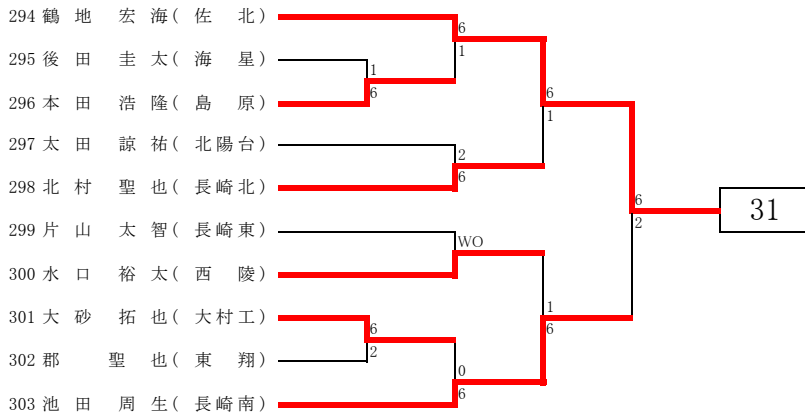 294 鶴 地 宏 海 ( 佐 北 )
6
295 後 田 圭 太 ( 海 星 )
1
1
296 本 田 浩 隆 ( 島 原 )
6
6
1
297 太 田 諒 祐 ( 北陽台 )
2
298 北 村 聖 也 ( 長崎北 )
6
6
31
299 片 山 太 智 ( 長崎東 )
2
WO
300 水 口 裕 太 ( 西 陵 )
301 大 砂 拓 也 ( 大村工 )
1
6
6
302 郡 聖 也 ( 東 翔 )
2
0
303 池 田 周 生 ( 長崎南 )
6